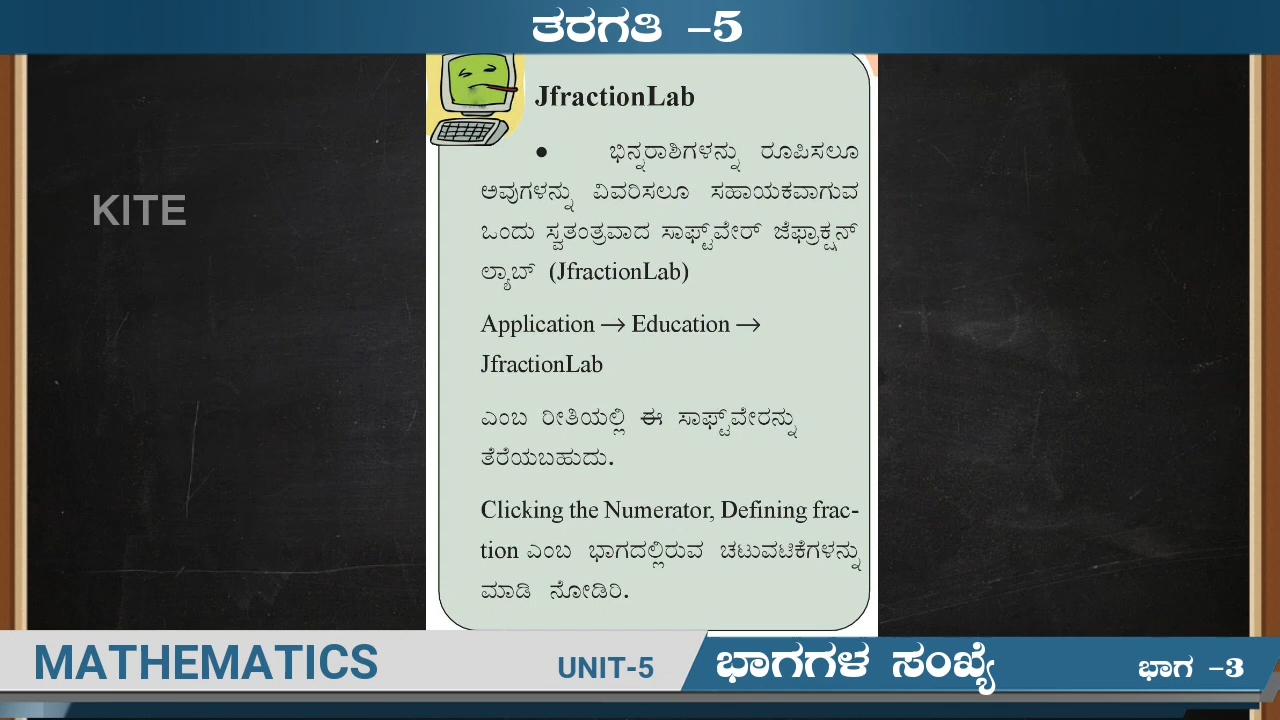 ತರಗತಿ -5
JfractionLab
● ಭಿನ್ನರಾಶಿಗಳನ್ನು ರೂಪಿಸಲೂ
ಅವುಗಳನ್ನು ವಿವರಿಸಲೂ ಸಹಾಯಕವಾಗುವ
ಒಂದು ಸ್ವತಂತ್ರವಾದ ಸಾಫ್ಟ್‌ವೇರ್ ಜೆಫ್ರಾಕ್ಷನ್
ಲ್ಯಾಬ್ (JfractionLab)
KITE
Application → Education →
JfractionLab
ಎಂಬ ರೀತಿಯಲ್ಲಿ ಈ ಸಾಫ್ಟ್‌ವೇರನ್ನು
ತೆರೆಯಬಹುದು.
Clicking the Numerator, Defining frac-
tion ಎಂಬ ಭಾಗದಲ್ಲಿರುವ ಚಟುವಟಿಕೆಗಳನ್ನು
ಮಾಡಿ ನೋಡಿರಿ.
MATHEMATICS UNIT-5 ಭಾಗಗಳ ಸಂಖ್ಯೆ ಭಾಗ -3